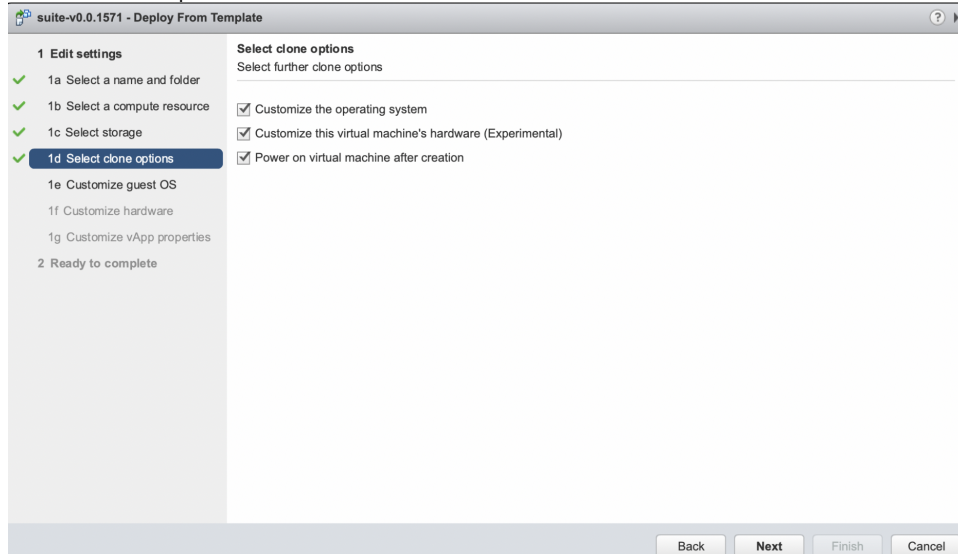 suite-v0.0.1571 - Deploy From Template
?
1 Edit settings
1a Select a name and folder
1b Select a compute resource
1c Select storage
1d Select clone options
1e Customize guest OS
1f Customize hardware
1g Customize vApp properties
2 Ready to complete
Select clone options
Select further clone options
Customize the operating system
Customize this virtual machine's hardware (Experimental)
Power on virtual machine after creation
Back Next Finish Cancel